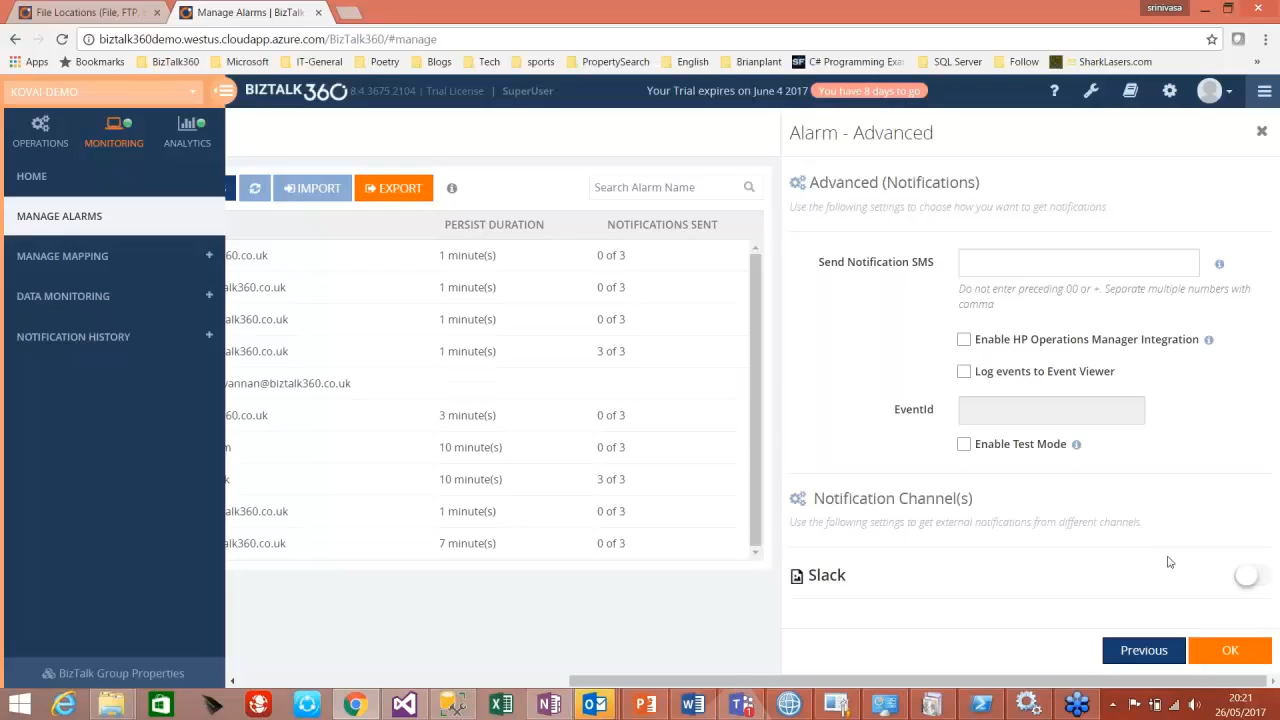 File Locations (File, FTP,
Manage Alarms | BizTalk
srinivasa
biztalk360demo.westus.cloudapp.azure.com/BizTalk360/#manage
Apps Bookmarks BizTalk360 Microsoft IT-General Poetry Blogs Tech sports PropertySearch English Brianplant C# Programming Exa SQL Server Follow SharkLasers.com »
KOVAI DEMO
BIZTALK360 8.4.3675.2104 | Trial License | SuperUser
Your Trial expires on June 4 2017 You have 8 days to go
OPERATIONS MONITORING ANALYTICS
HOME
MANAGE ALARMS
MANAGE MAPPING +
DATA MONITORING +
NOTIFICATION HISTORY +
BizTalk Group Properties
IMPORT EXPORT Search Alarm Name
PERSIST DURATION NOTIFICATIONS SENT
60.co.uk 1 minute(s) 0 of 3
alk360.co.uk 1 minute(s) 0 of 3
alk360.co.uk 1 minute(s) 0 of 3
alk360.co.uk 1 minute(s) 3 of 3
vannan@biztalk360.co.uk
60.co.uk 3 minute(s) 0 of 3
m 10 minute(s) 0 of 3
k 10 minute(s) 3 of 3
alk360.co.uk 1 minute(s) 0 of 3
alk360.co.uk 7 minute(s) 0 of 3
Alarm - Advanced
Advanced (Notifications)
Use the following settings to choose how you want to get notifications.
Send Notification SMS
Do not enter preceding 00 or +. Separate multiple numbers with
comma
Enable HP Operations Manager Integration
Log events to Event Viewer
EventId
Enable Test Mode
Notification Channel(s)
Use the following settings to get external notifications from different channels.
Slack
Previous OK
20:21
26/05/2017